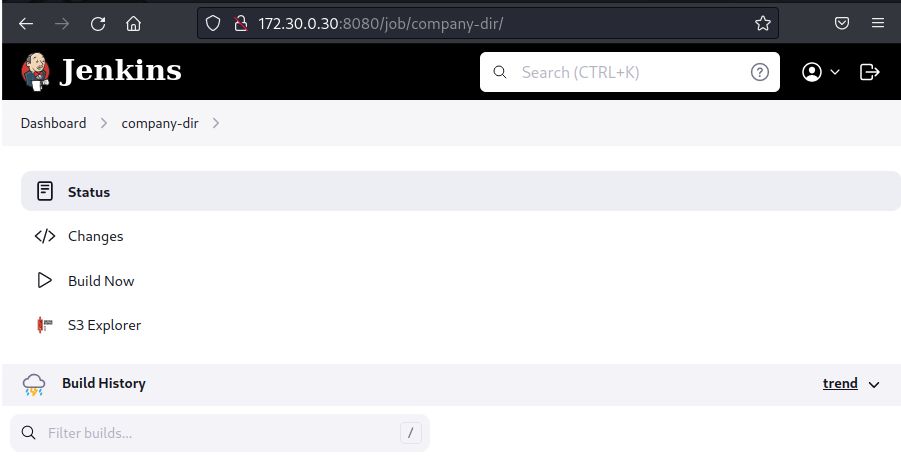 172.30.0.30:8080/job/company-dir/
Jenkins
Search (CTRL+K)
Dashboard company-dir
Status
Changes
Build Now
S3 Explorer
Build History trend
Filter builds... /